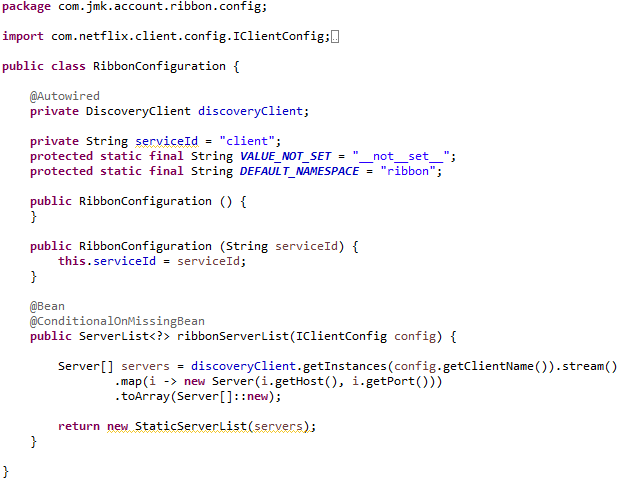 package com.jmk.account.ribbon.config;
import com.netflix.client.config.IClientConfig;
public class RibbonConfiguration {
@Autowired
private DiscoveryClient discoveryClient;
private String serviceId = "client";
protected static final String VALUE_NOT_SET = "__not__set__";
protected static final String DEFAULT_NAMESPACE = "ribbon";
public RibbonConfiguration () {
}
public RibbonConfiguration (String serviceId) {
this.serviceId = serviceId;
}
@Bean
@ConditionalOnMissingBean
public ServerList<?> ribbonServerList(IClientConfig config) {
Server[] servers = discoveryClient.getInstances(config.getClientName()).stream()
.map(i -> new Server(i.getHost(), i.getPort()))
.toArray(Server[]::new);
return new StaticServerList(servers);
}
}